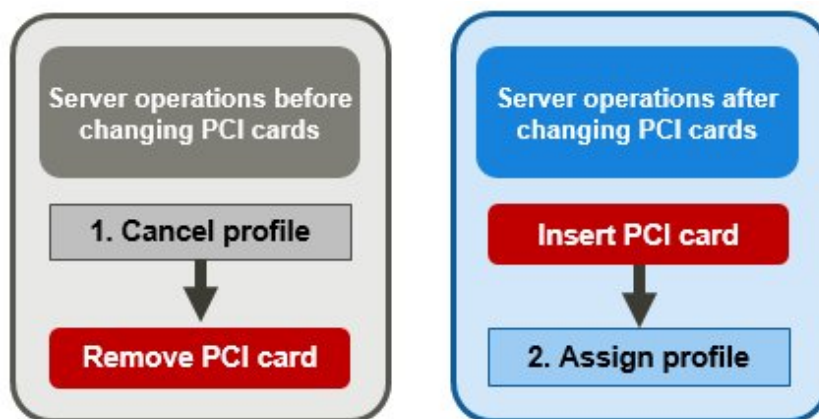 Server operations before
changing PCI cards
1. Cancel profile
Remove PCI card
Server operations after
changing PCI cards
Insert PCI card
2. Assign profile